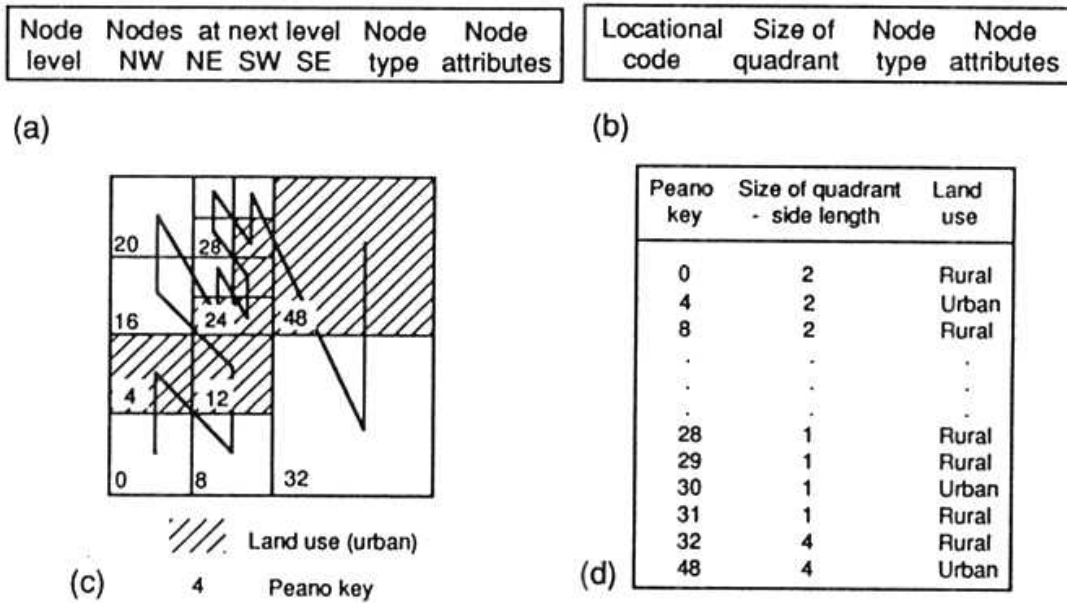 Node Nodes at next level Node Node
level NW NE SW SE type attributes
(a)
Locational Size of Node Node
code quadrant type attributes
(b)
20 28
16 24 48
4 12
0 8 32
Land use (urban)
(c) 4 Peano key
Peano Size of quadrant Land
key - side length use
0 2 Rural
4 2 Urban
8 2 Rural
. . .
. . .
. . .
28 1 Rural
29 1 Rural
30 1 Urban
31 1 Rural
32 4 Rural
48 4 Urban
(d)